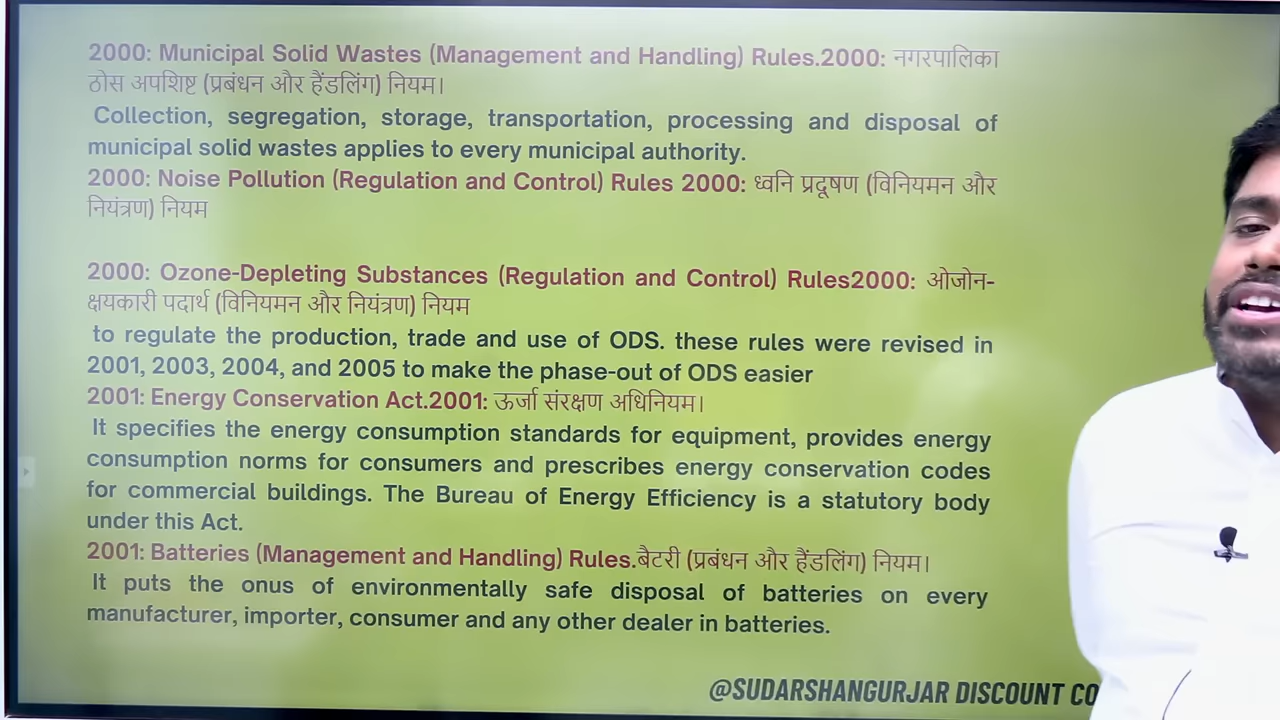 2000: Municipal Solid Wastes (Management and Handling) Rules.2000: नगरपालिका
ठोस अपशिष्ट (प्रबंधन और हैंडलिंग) नियम।
Collection, segregation, storage, transportation, processing and disposal of
municipal solid wastes applies to every municipal authority.
2000: Noise Pollution (Regulation and Control) Rules 2000: ध्वनि प्रदूषण (विनियमन और
नियंत्रण) नियम
2000: Ozone-Depleting Substances (Regulation and Control) Rules2000: ओजोन-
क्षयकारी पदार्थ (विनियमन और नियंत्रण) नियम
to regulate the production, trade and use of ODS. these rules were revised in
2001, 2003, 2004, and 2005 to make the phase-out of ODS easier
2001: Energy Conservation Act.2001: ऊर्जा संरक्षण अधिनियम।
It specifies the energy consumption standards for equipment, provides energy
consumption norms for consumers and prescribes energy conservation codes
for commercial buildings. The Bureau of Energy Efficiency is a statutory body
under this Act.
2001: Batteries (Management and Handling) Rules.बैटरी (प्रबंधन और हैंडलिंग) नियम।
It puts the onus of environmentally safe disposal of batteries on every
manufacturer, importer, consumer and any other dealer in batteries.
@SUDARSHANGURJAR DISCOUNT CO